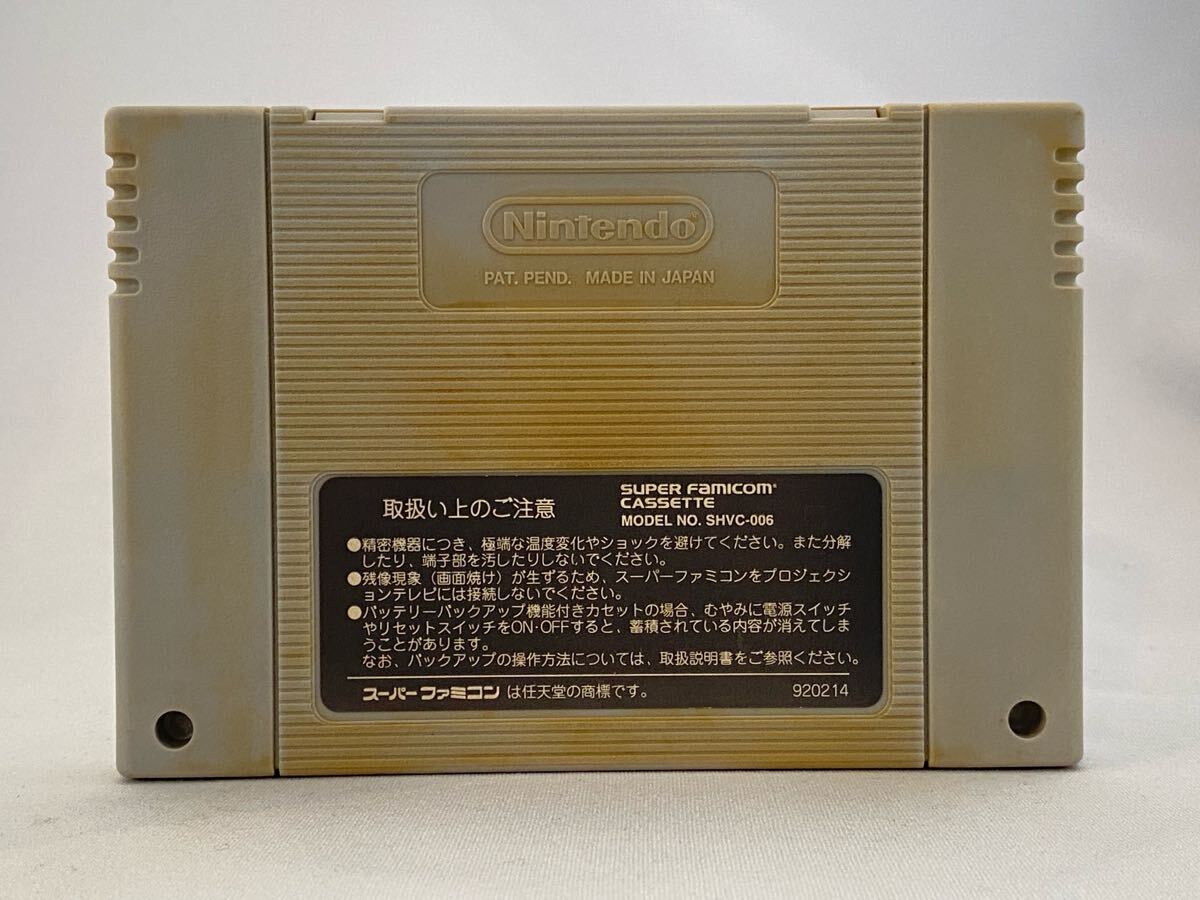 Nintendo®
PAT. PEND. MADE IN JAPAN
取扱い上のご注意
SUPER FAMICOM®
CASSETTE
MODEL NO. SHVC-006
●精密機器につき、極端な温度変化やショックを避けてください。また分解
したり、端子部を汚したりしないでください。
●残像現象（画面焼け）が生ずるため、スーパーファミコンをプロジェクシ
ョンテレビには接続しないでください。
●バッテリーバックアップ機能付きカセットの場合、むやみに電源スイッチ
やリセットスイッチをON・OFFすると、蓄積されている内容が消えてしま
うことがあります。
なお、バックアップの操作方法については、取扱説明書をご参照ください。
スーパーファミコン は任天堂の商標です。
920214